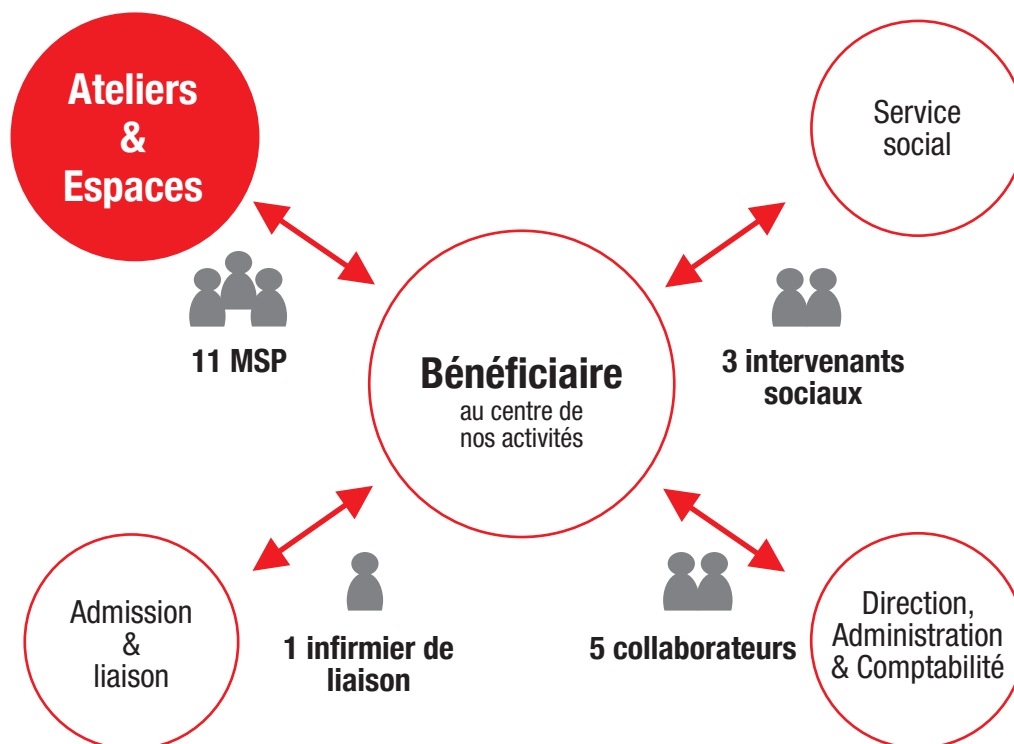 Ateliers
&
Espaces
Service
social
11 MSP
Bénéficiaire
au centre de
nos activités
3 intervenants
sociaux
Admission
&
liaison
1 infirmier de
liaison
5 collaborateurs
Direction,
Administration
& Comptabilité